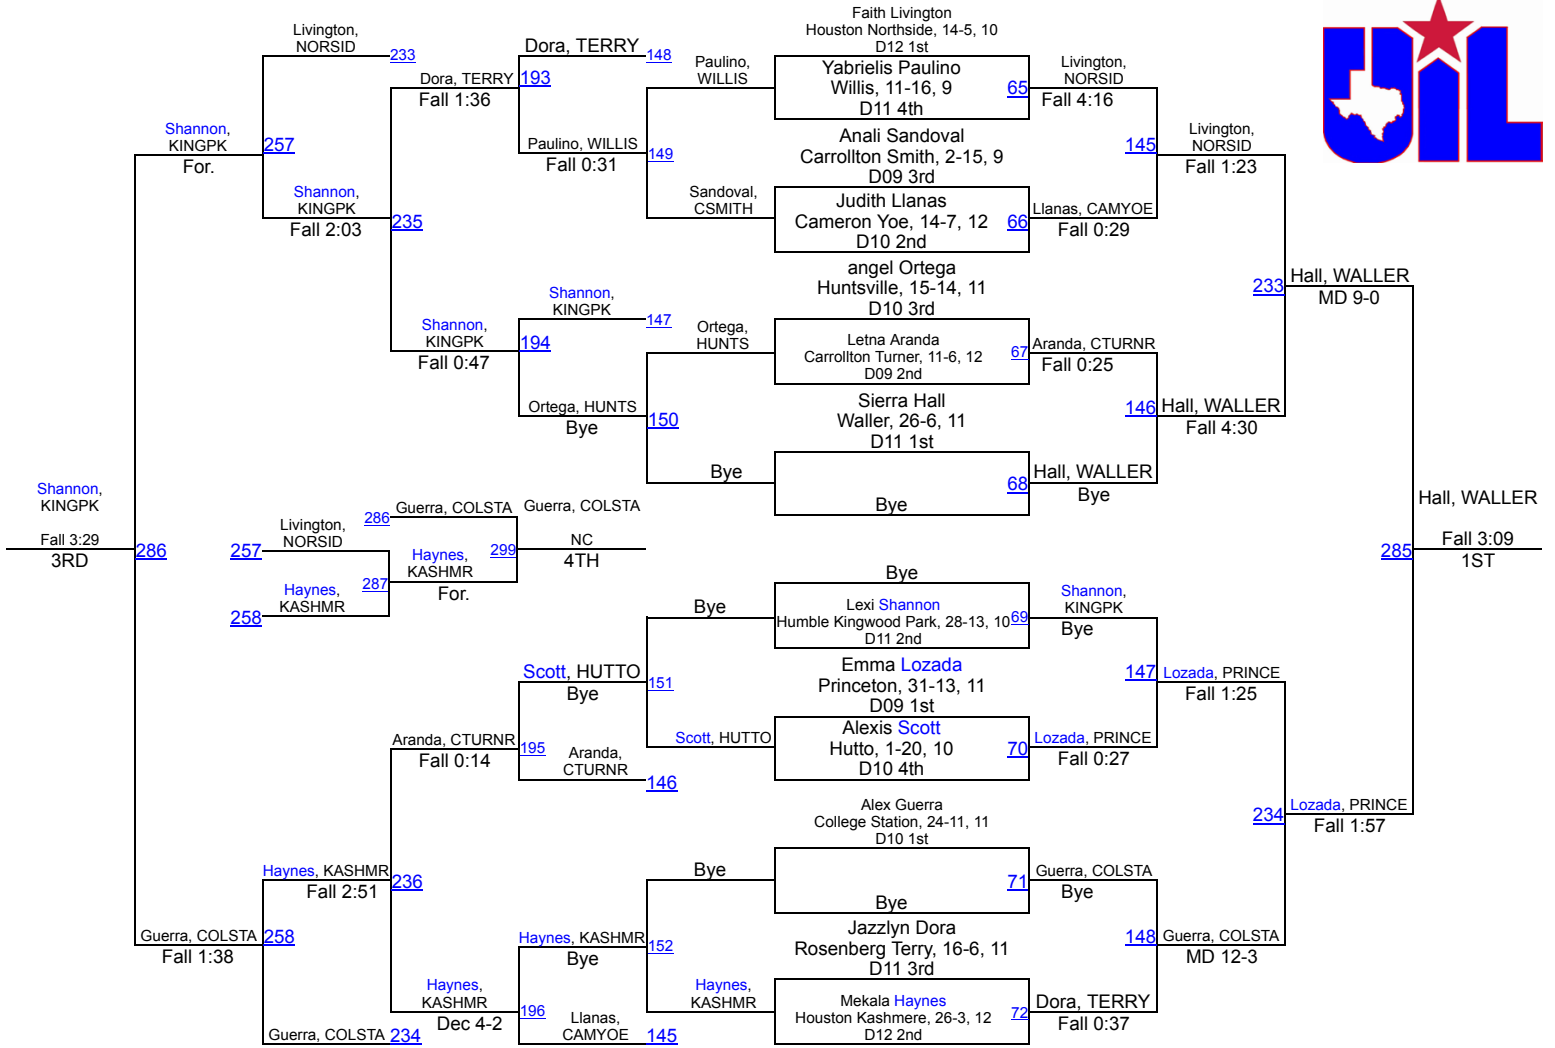 Faith Livington
Houston Northside, 14-5, 10
D12 1st
Yabrielis Paulino
Willis, 11-16, 9
D11 4th
65
Anali Sandoval
Carrollton Smith, 2-15, 9
D09 3rd
Judith Llanas
Cameron Yoe, 14-7, 12
D10 2nd
66
angel Ortega
Huntsville, 15-14, 11
D10 3rd
Letna Aranda
Carrollton Turner, 11-6, 12
D09 2nd
67
Sierra Hall
Waller, 26-6, 11
D11 1st
Bye
68
Bye
Lexi Shannon
Humble Kingwood Park, 28-13, 10
D11 2nd
69
Emma Lozada
Princeton, 31-13, 11
D09 1st
Alexis Scott
Hutto, 1-20, 10
D10 4th
70
Alex Guerra
College Station, 24-11, 11
D10 1st
Bye
71
Jazzlyn Dora
Rosenberg Terry, 16-6, 11
D11 3rd
Mekala Haynes
Houston Kashmere, 26-3, 12
D12 2nd
72
Livington,
NORSID
Fall 4:16
145
Llanas, CAMYOE
Fall 0:29
Aranda, CTURNR
Fall 0:25
146
Hall, WALLER
Bye
Shannon,
KINGPK
Bye
147
Lozada, PRINCE
Fall 0:27
Guerra, COLSTA
Bye
148
Dora, TERRY
Fall 0:37
Livington,
NORSID
Fall 1:23
233
Hall, WALLER
Fall 4:30
Lozada, PRINCE
Fall 1:25
234
Guerra, COLSTA
MD 12-3
Hall, WALLER
MD 9-0
285
Lozada, PRINCE
Fall 1:57
Hall, WALLER
Fall 3:09
1ST
UIL
Paulino,
WILLIS
149
Sandoval,
CSMITH
Ortega,
HUNTS
150
Bye
Bye
151
Scott, HUTTO
Bye
152
Haynes,
KASHMR
Dora, TERRY
148
193
Paulino, WILLIS
Fall 0:31
Shannon,
KINGPK
147
194
Ortega, HUNTS
Bye
Scott, HUTTO
Bye
195
Aranda,
CTURNR
146
Haynes, KASHMR
Bye
196
Llanas,
CAMYOE
145
Dora, TERRY
Fall 1:36
235
Shannon,
KINGPK
Fall 0:47
Aranda, CTURNR
Fall 0:14
236
Haynes,
KASHMR
Dec 4-2
Livington,
NORSID
233
257
Shannon,
KINGPK
Fall 2:03
Haynes, KASHMR
Fall 2:51
258
Guerra, COLSTA
234
Shannon,
KINGPK
For.
286
Guerra, COLSTA
Fall 1:38
Shannon,
KINGPK
Fall 3:29
3RD
257
Livington,
NORSID
287
258
Haynes,
KASHMR
286
Guerra, COLSTA
299
Haynes,
KASHMR
For.
Guerra, COLSTA
NC
4TH